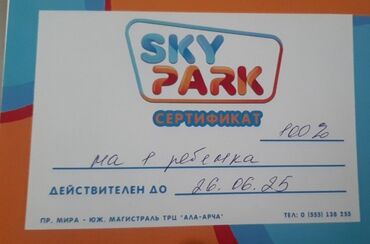 SKY
PARK
СЕРТИФИКАТ
100%
на 1 ребенка
ДЕЙСТВИТЕЛЕН ДО 26.06.25
ПР. МИРА - ЮЖ. МАГИСТРАЛЬ ТРЦ "АЛА-АРЧА" ТЕЛ: 0 (555) 138 255